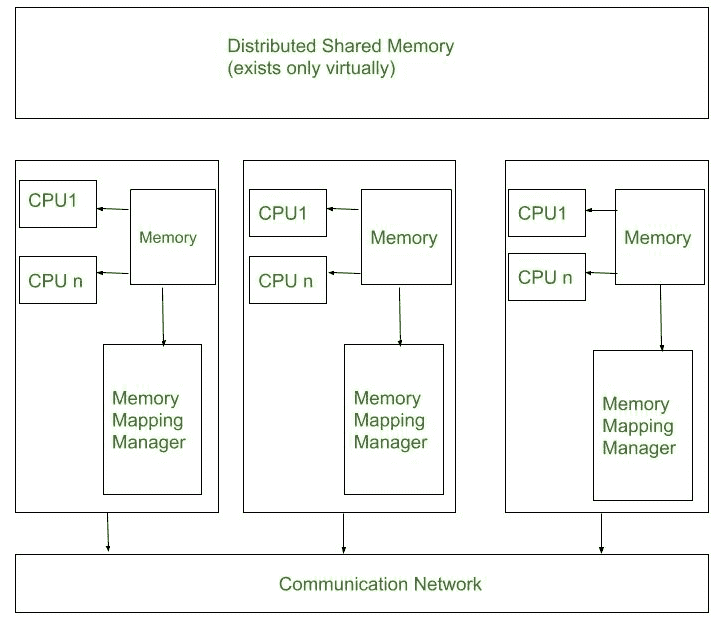 Distributed Shared Memory
(exists only virtually)
CPU1
Memory
CPU n
Memory
Mapping
Manager
CPU1
Memory
CPU n
Memory
Mapping
Manager
CPU1
Memory
CPU n
Memory
Mapping
Manager
Communication Network